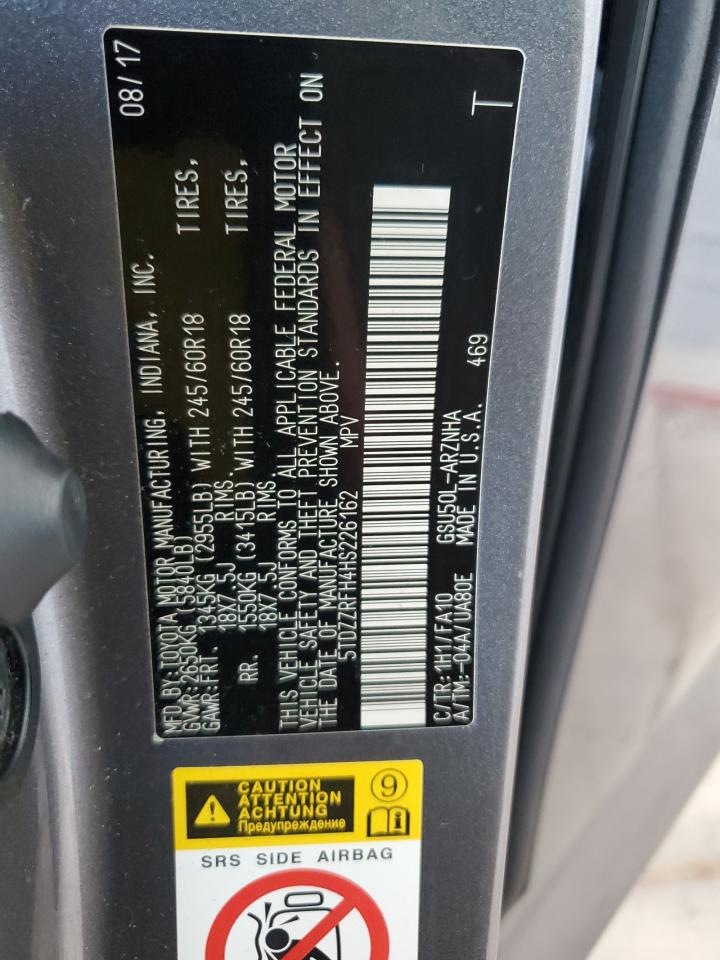 MFD.BY:TOYOTA MOTOR MANUFACTURING, INDIANA, INC. 08/17
GVWR:2650KG (5840LB)
GAWR:FRT. 1345KG (2955LB) WITH 245/60R18 TIRES,
18X7.5J RIMS.
RR. 1550KG (3415LB) WITH 245/60R18 TIRES,
18X7.5J RIMS.
THIS VEHICLE CONFORMS TO ALL APPLICABLE FEDERAL MOTOR
VEHICLE SAFETY AND THEFT PREVENTION STANDARDS IN EFFECT ON
THE DATE OF MANUFACTURE SHOWN ABOVE.
5TDZZRFH4HS226162 MPV
C/TR:1H1/FA10 GSU50L-ARZNHA
A/TM:-04A/UA80E MADE IN U.S.A. 469 T
CAUTION
ATTENTION
ACHTUNG
Предупреждение
9
i
SRS SIDE AIRBAG